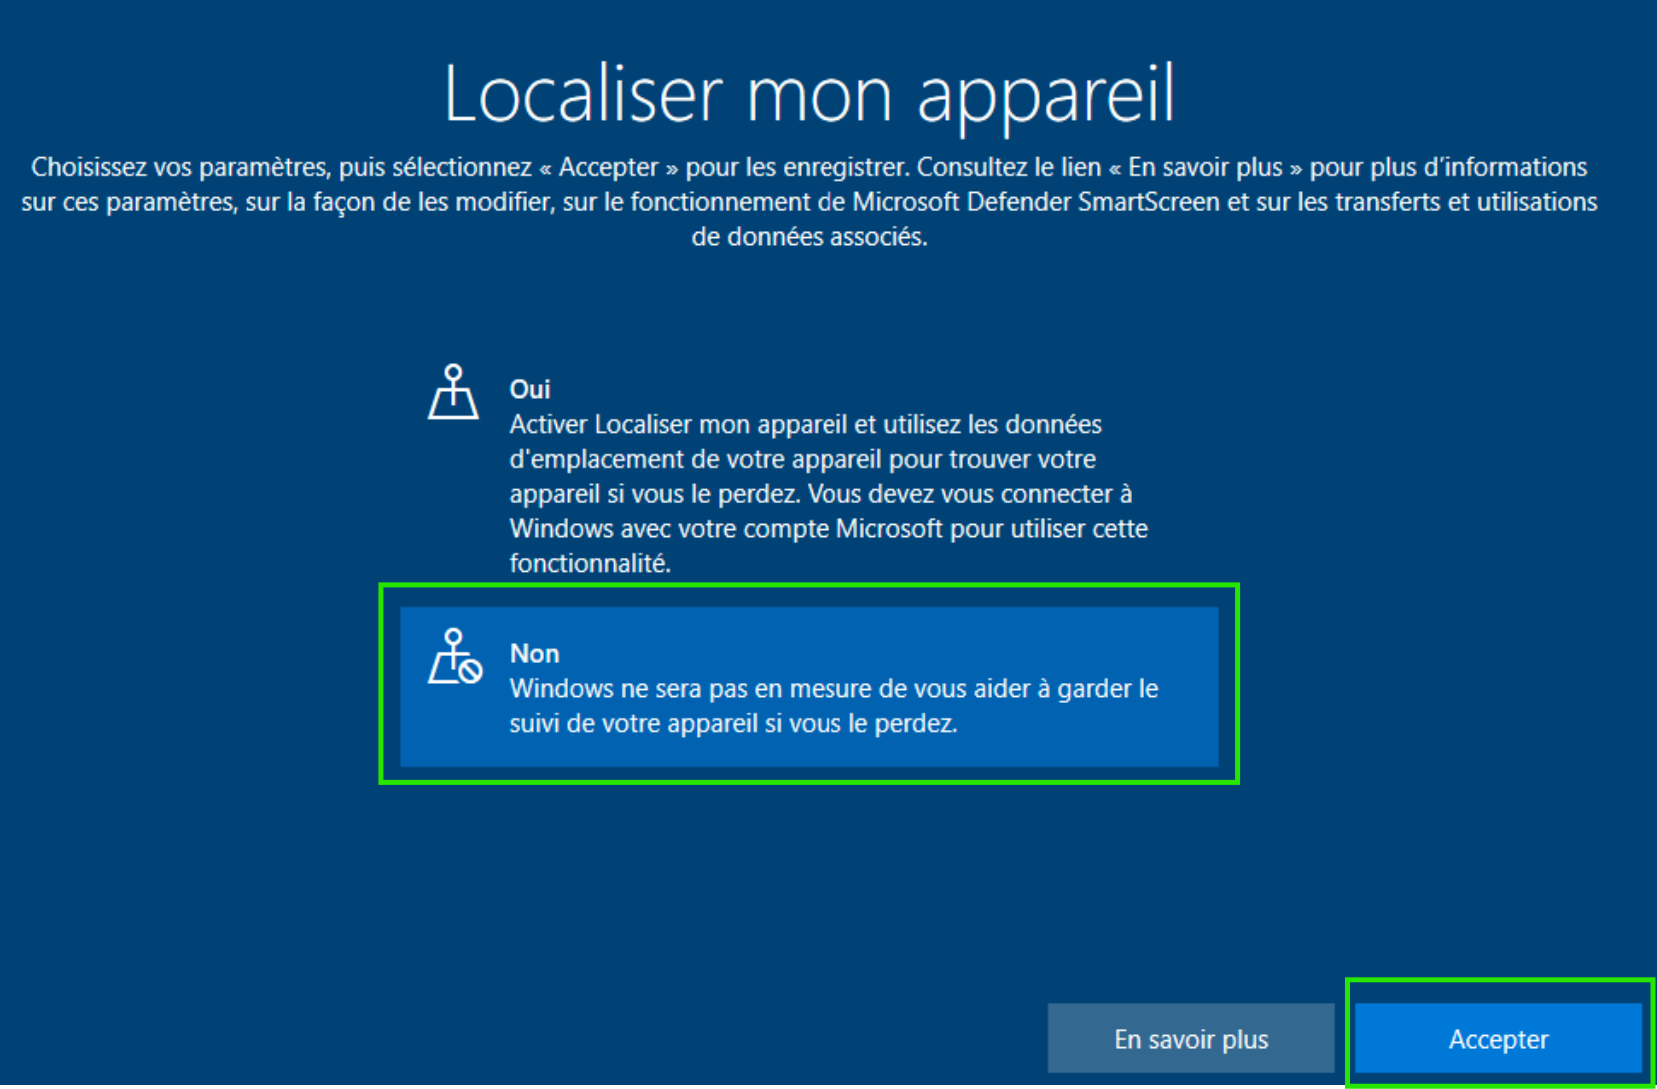 Localiser mon appareil
Choisissez vos paramètres, puis sélectionnez « Accepter » pour les enregistrer. Consultez le lien « En savoir plus » pour plus d'informations
sur ces paramètres, sur la façon de les modifier, sur le fonctionnement de Microsoft Defender SmartScreen et sur les transferts et utilisations
de données associés.
Oui
Activer Localiser mon appareil et utilisez les données
d'emplacement de votre appareil pour trouver votre
appareil si vous le perdez. Vous devez vous connecter à
Windows avec votre compte Microsoft pour utiliser cette
fonctionnalité.
Non
Windows ne sera pas en mesure de vous aider à garder le
suivi de votre appareil si vous le perdez.
En savoir plus
Accepter